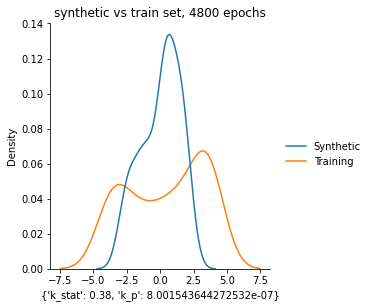 synthetic vs train set, 4800 epochs
0.14
0.12
0.10
0.08
0.06
0.04
0.02
0.00
Density
−7.5 −5.0 −2.5 0.0 2.5 5.0 7.5
{'k_stat': 0.38, 'k_p': 8.001543644272532e-07}
Synthetic
Training